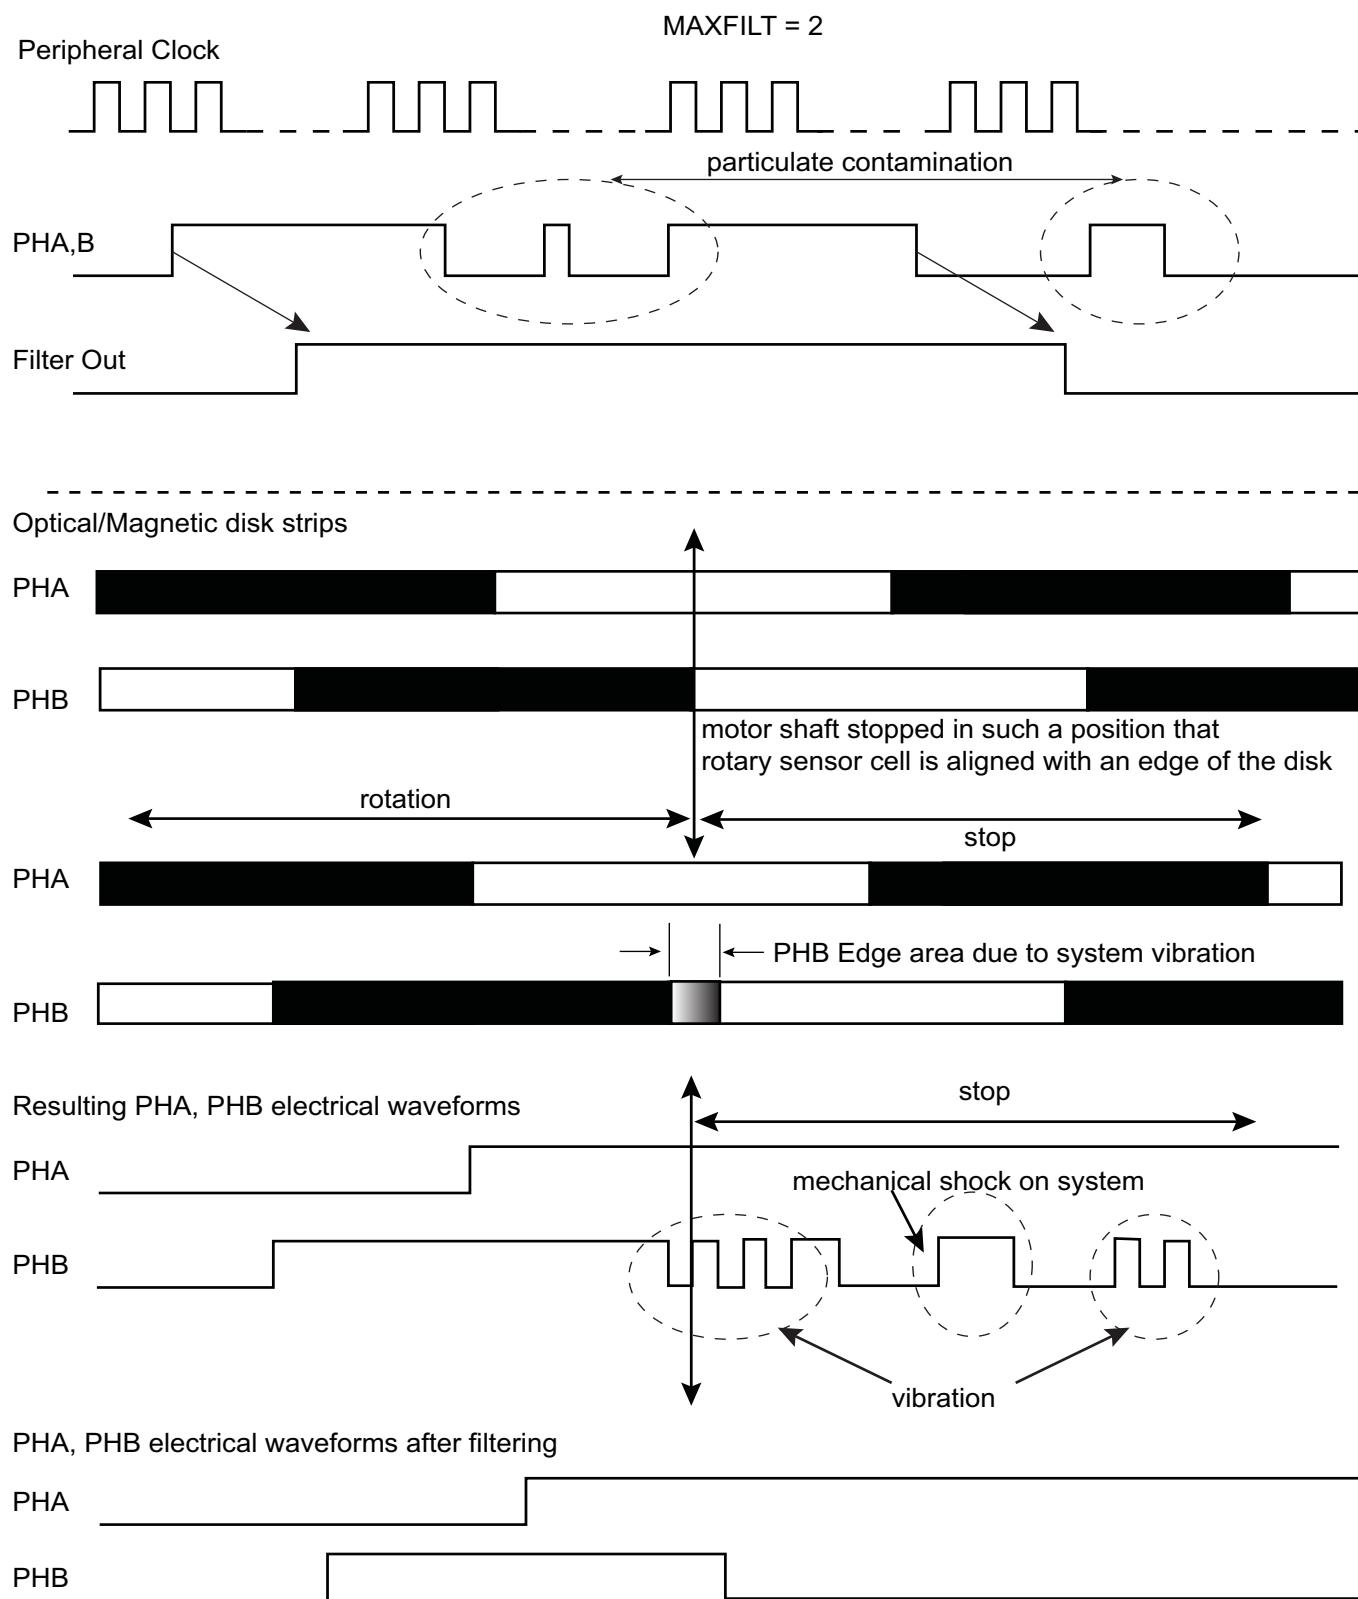 MAXFILT = 2
Peripheral Clock
particulate contamination
PHA,B
Filter Out
Optical/Magnetic disk strips
PHA
PHB
motor shaft stopped in such a position that
rotary sensor cell is aligned with an edge of the disk
rotation
stop
PHA
PHB Edge area due to system vibration
PHB
stop
Resulting PHA, PHB electrical waveforms
PHA
mechanical shock on system
PHB
vibration
PHA, PHB electrical waveforms after filtering
PHA
PHB